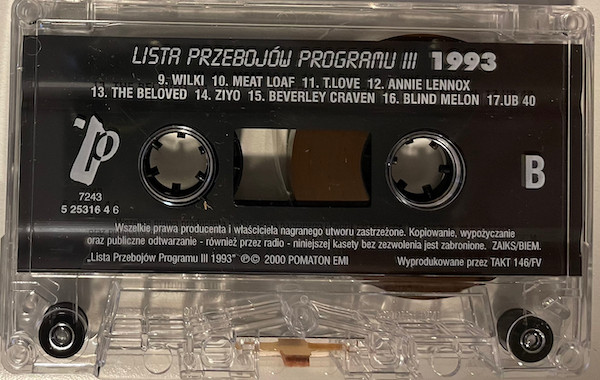 LISTA PRZEBOJÓW PROGRAMU III 1993
9. WILKI 10. MEAT LOAF 11. T.LOVE 12. ANNIE LENNOX
13. THE BELOVED 14. ZIYO 15. BEVERLEY CRAVEN 16. BLIND MELON 17.UB 40
p
B
7243
5 25316 4 6
Wszelkie prawa producenta i właściciela nagranego utworu zastrzeżone. Kopiowanie, wypożyczanie
oraz publiczne odtwarzanie - również przez radio - niniejszej kasety bez zezwolenia jest zabronione. ZAIKS/BIEM.
„Lista Przebojów Programu III 1993" ℗© 2000 POMATON EMI Wyprodukowane przez TAKT 146/FV